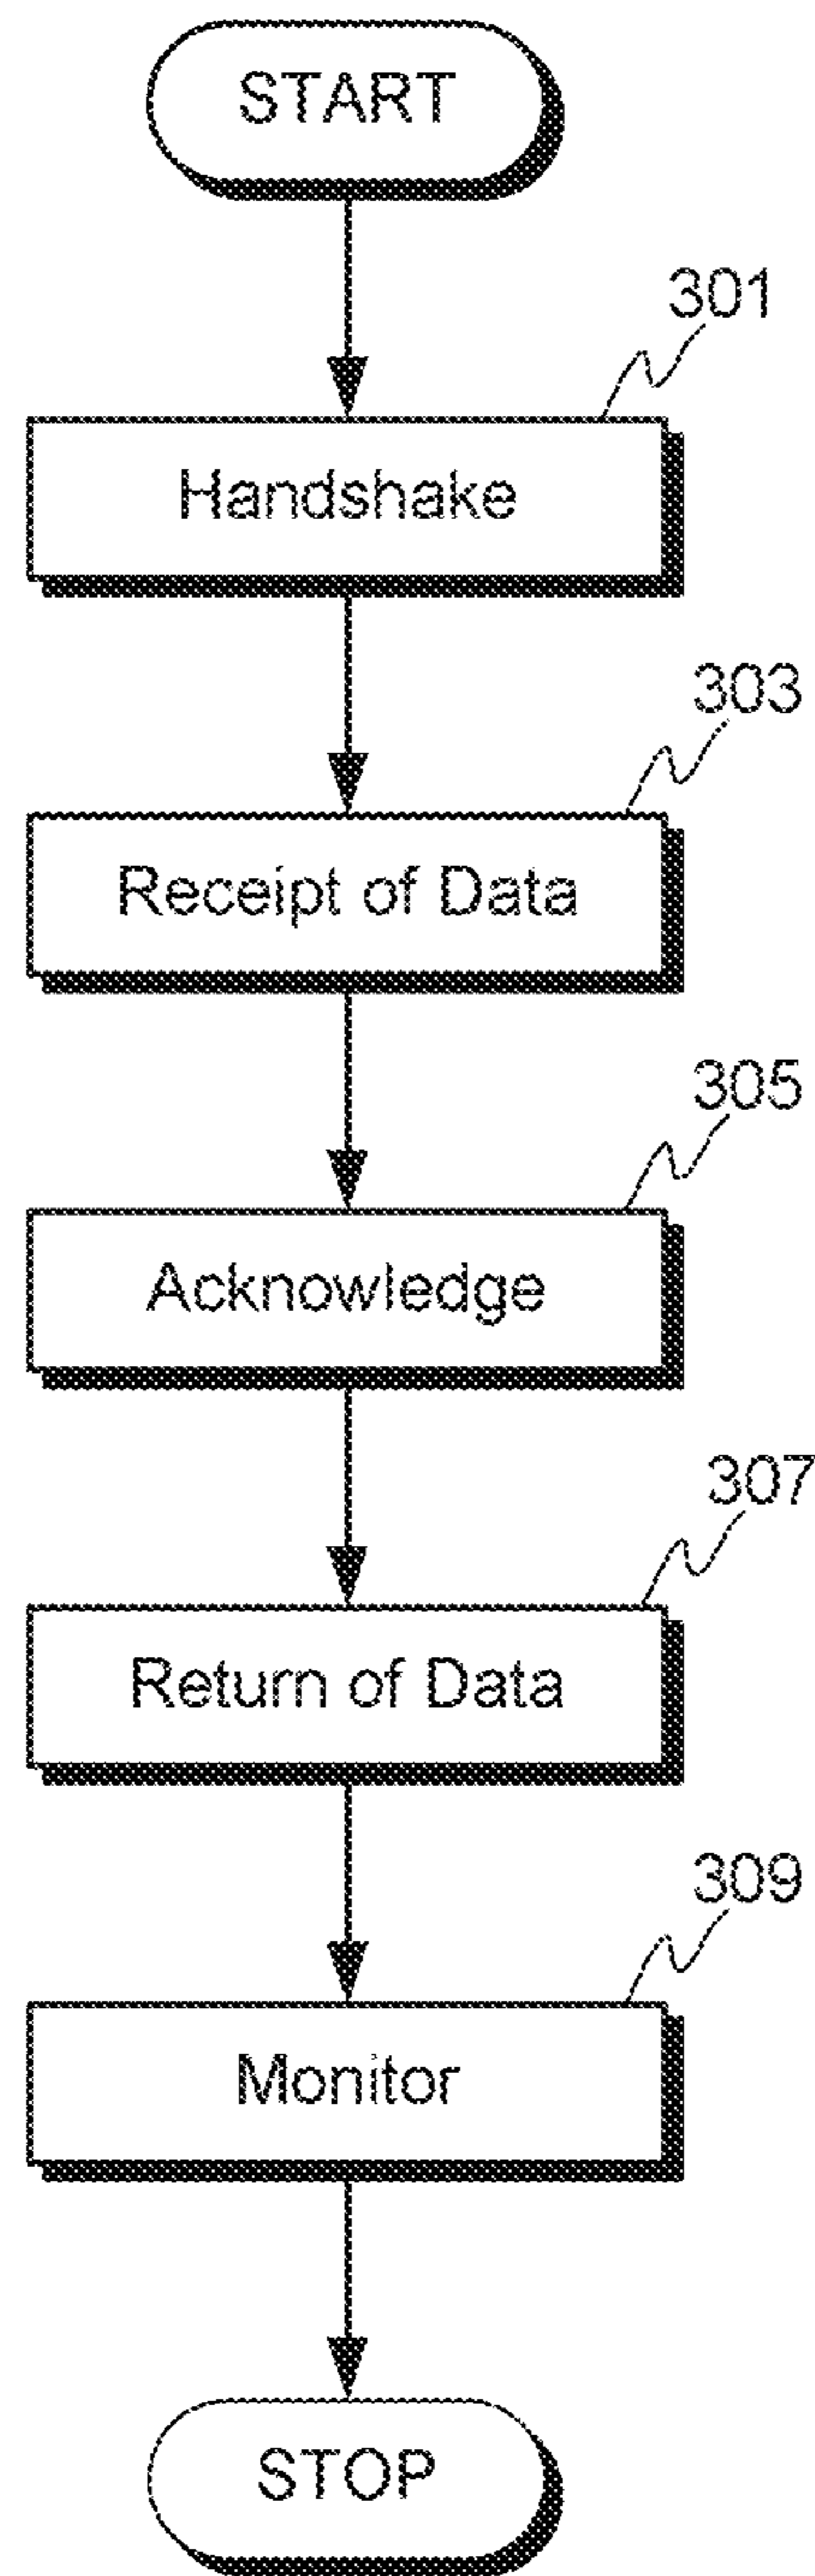 START
301
Handshake
303
Receipt of Data
305
Acknowledge
307
Return of Data
309
Monitor
STOP